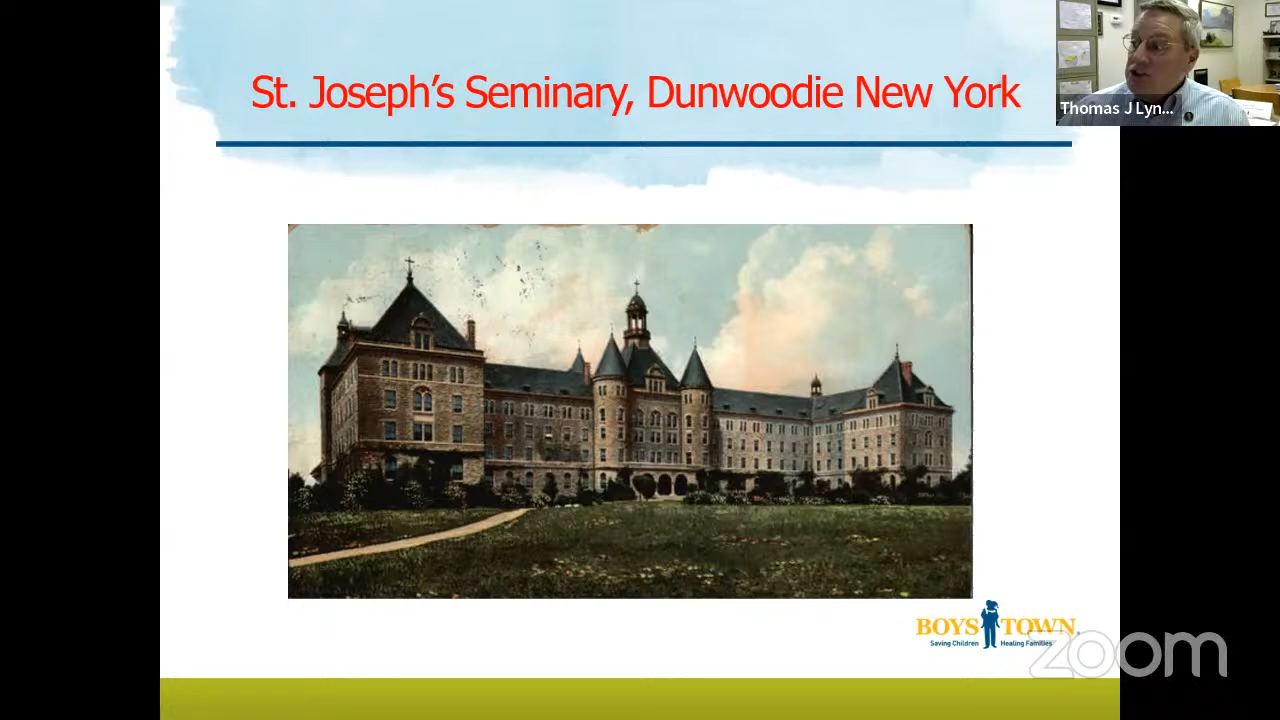 St. Joseph's Seminary, Dunwoodie New York
Thomas J Lyn...
BOYS TOWN
Saving Children Healing Families
zoom